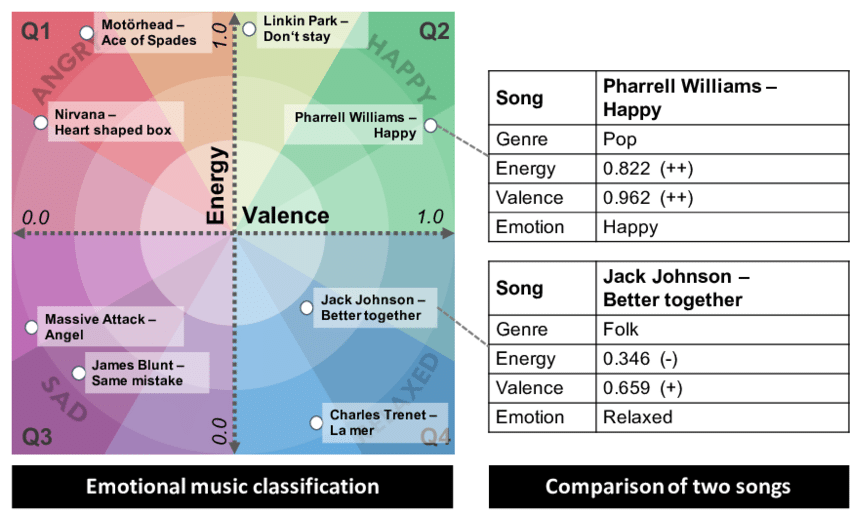 Q1
Motörhead –
Ace of Spades
1.0
Linkin Park –
Don't stay
Q2
ANGRY
HAPPY
Nirvana –
Heart shaped box
Pharrell Williams –
Happy
Energy
0.0
Valence
1.0
Massive Attack –
Angel
Jack Johnson –
Better together
James Blunt –
Same mistake
SAD
RELAXED
Charles Trenet –
La mer
Q3
0.0
Q4
Emotional music classification
Song
Pharrell Williams –
Happy
Genre Pop
Energy 0.822 (++)
Valence 0.962 (++)
Emotion Happy
Song
Jack Johnson –
Better together
Genre Folk
Energy 0.346 (-)
Valence 0.659 (+)
Emotion Relaxed
Comparison of two songs